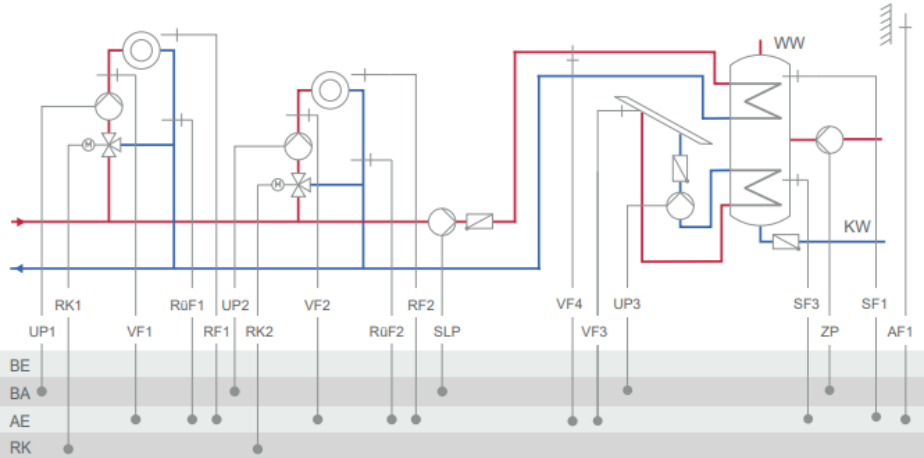 WW
M
M
KW
RK1 RüF1 UP2 VF2 RF2 VF4 UP3 SF3 SF1
UP1 VF1 RF1 RK2 RüF2 SLP VF3 ZP AF1
BE
BA
AE
RK